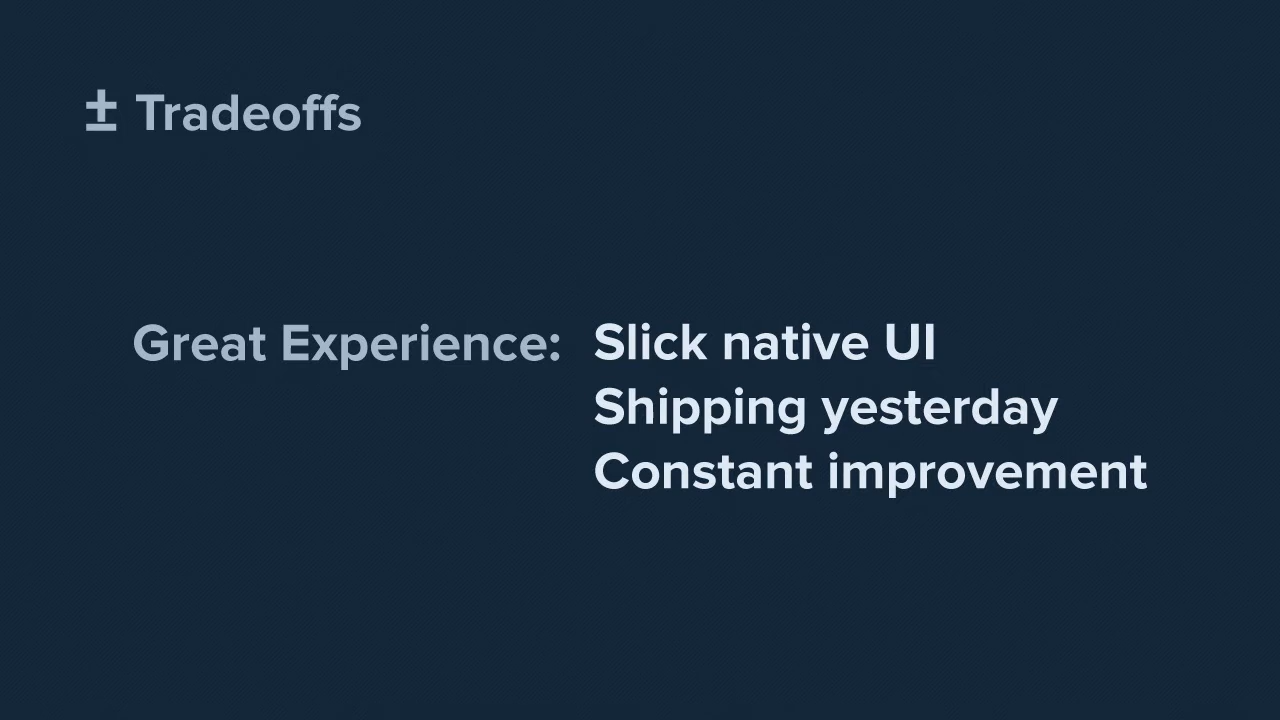 ± Tradeoffs
Great Experience: Slick native UI
Shipping yesterday
Constant improvement